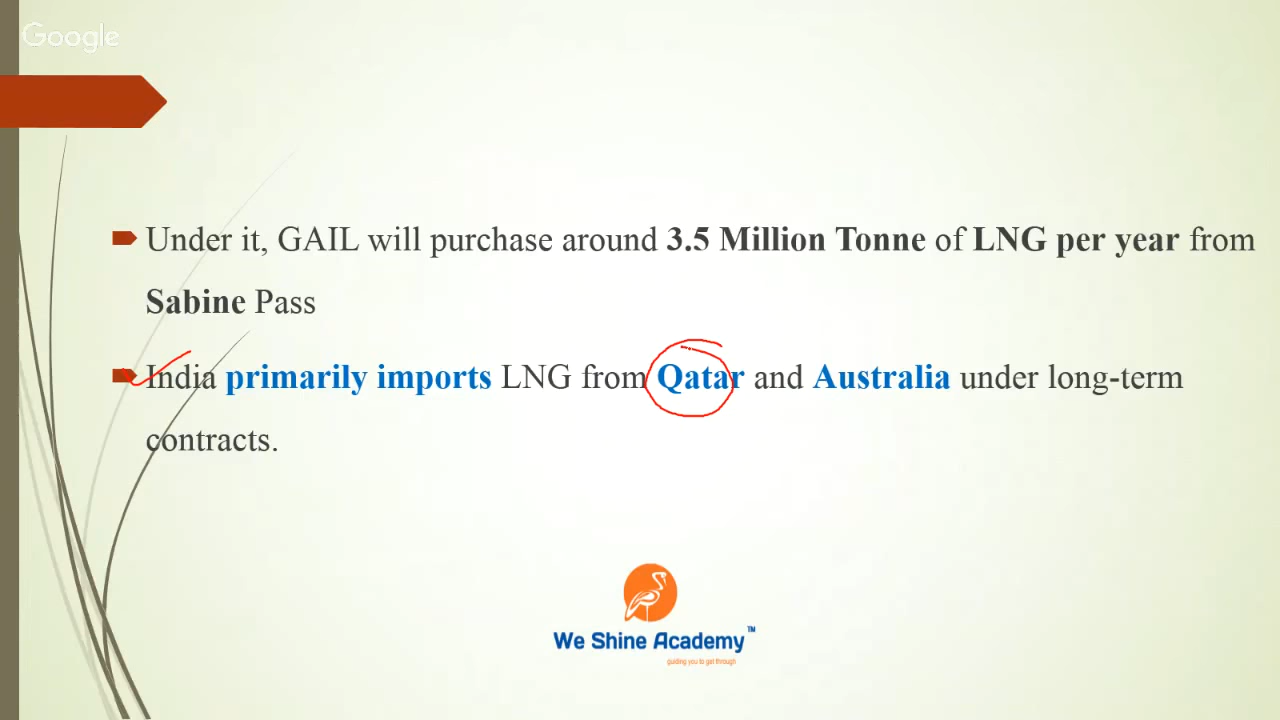 Google
Under it, GAIL will purchase around 3.5 Million Tonne of LNG per year from
Sabine Pass
India primarily imports LNG from Qatar and Australia under long-term
contracts.
We Shine Academy™
guiding you to get through